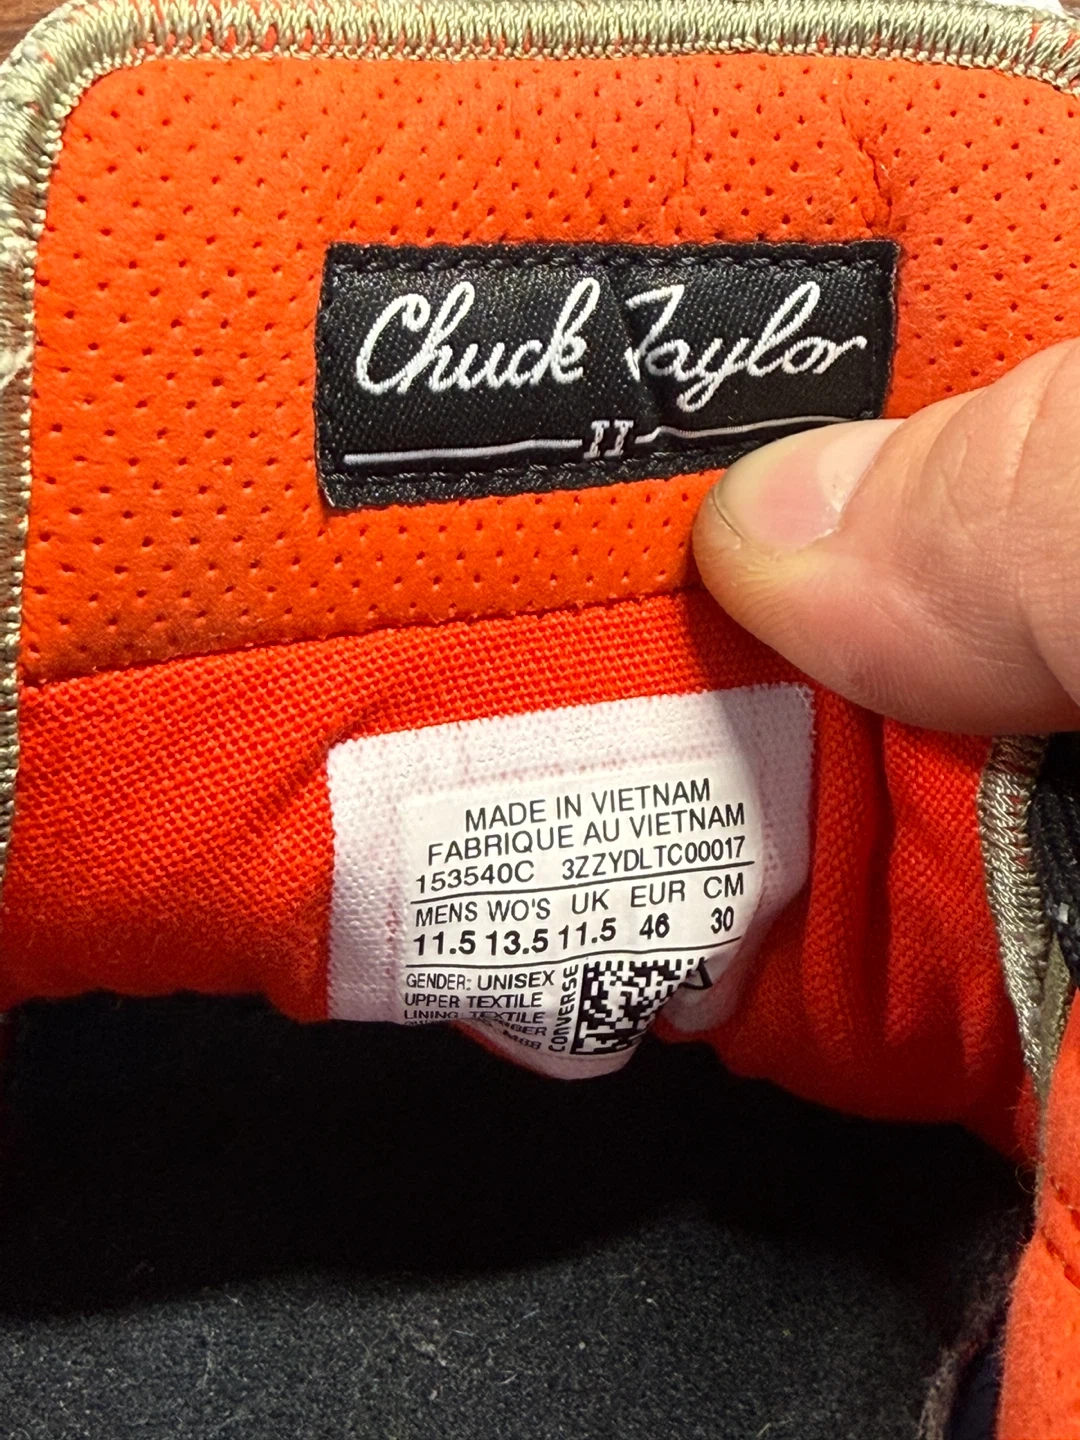 Chuck Taylor
II
MADE IN VIETNAM
FABRIQUE AU VIETNAM
153540C 3ZZYDLTC00017
MENS WO'S UK EUR CM
11.5 13.5 11.5 46 30
GENDER: UNISEX
UPPER TEXTILE
LINING TEXTILE
CONVERSE